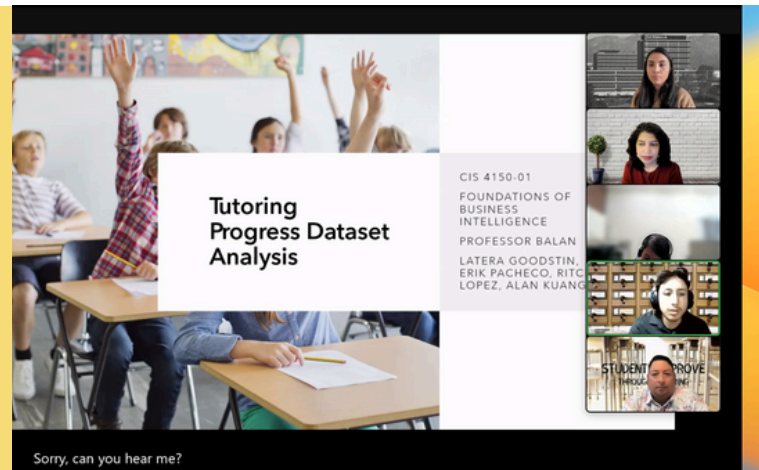 Tutoring
Progress Dataset
Analysis
CIS 4150-01
FOUNDATIONS OF
BUSINESS
INTELLIGENCE
PROFESSOR BALAN
LATERA GOODSTIN,
ERIK PACHECO, RITC
LOPEZ, ALAN KUANG
STUDENT PROVE
THROUG
Sorry, can you hear me?